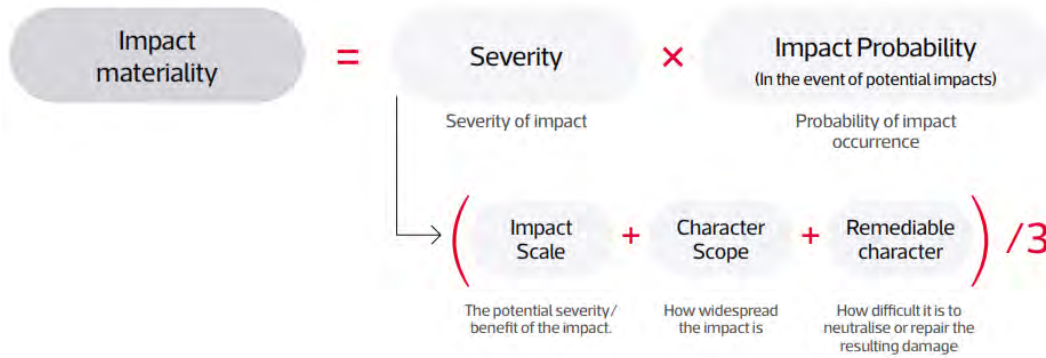 Impact
materiality
=
Severity
×
Impact Probability
(In the event of potential impacts)
Severity of impact
Probability of impact
occurrence
(
Impact
Scale
+
Character
Scope
+
Remediable
character
) /3
The potential severity/
benefit of the impact.
How widespread
the impact is
How difficult it is to
neutralise or repair the
resulting damage